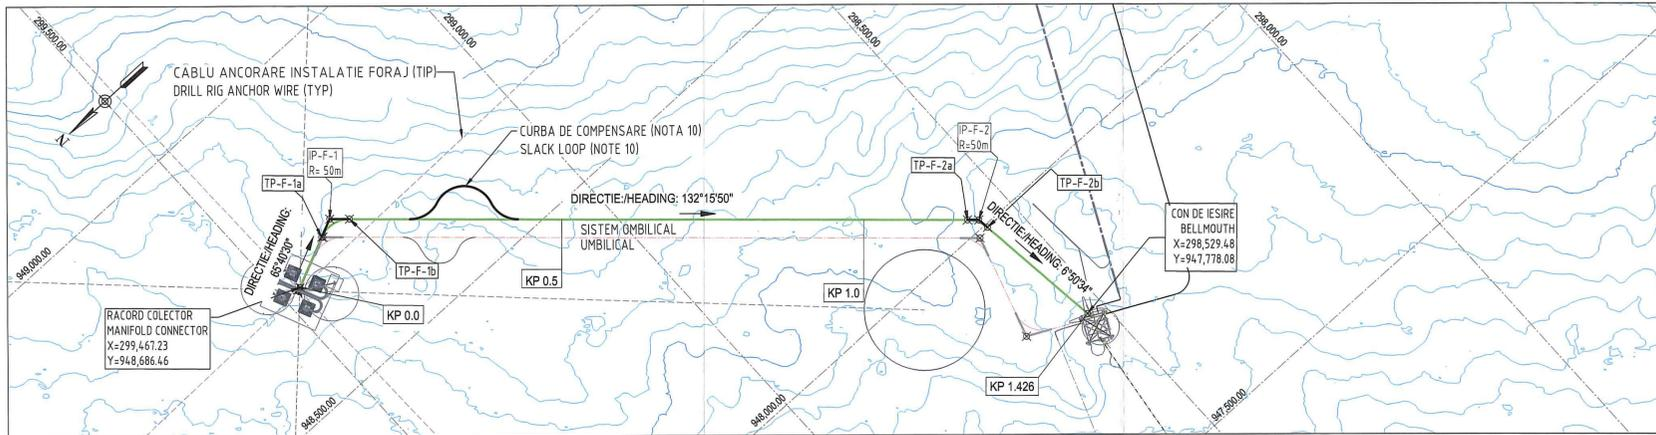 299,500.00
299,000.00
298,500.00
298,000.00
N
CABLU ANCORARE INSTALATIE FORAJ (TIP)
DRILL RIG ANCHOR WIRE (TYP)
CURBA DE COMPENSARE (NOTA 10)
SLACK LOOP (NOTE 10)
IP-F-1
R= 50m
TP-F-1a
TP-F-1b
DIRECTIE:/HEADING:
65°40'30"
DIRECTIE:/HEADING: 132°15'50"
SISTEM OMBILICAL
UMBILICAL
IP-F-2
R=50m
TP-F-2a
TP-F-2b
DIRECTIE:/HEADING: 6°50'34"
CON DE IESIRE
BELLMOUTH
X=298,529.48
Y=947,778.08
949,000.00
KP 0.5
KP 1.0
KP 0.0
RACORD COLECTOR
MANIFOLD CONNECTOR
X=299,467.23
Y=948,686.46
KP 1.426
948,500.00
948,000.00
947,500.00